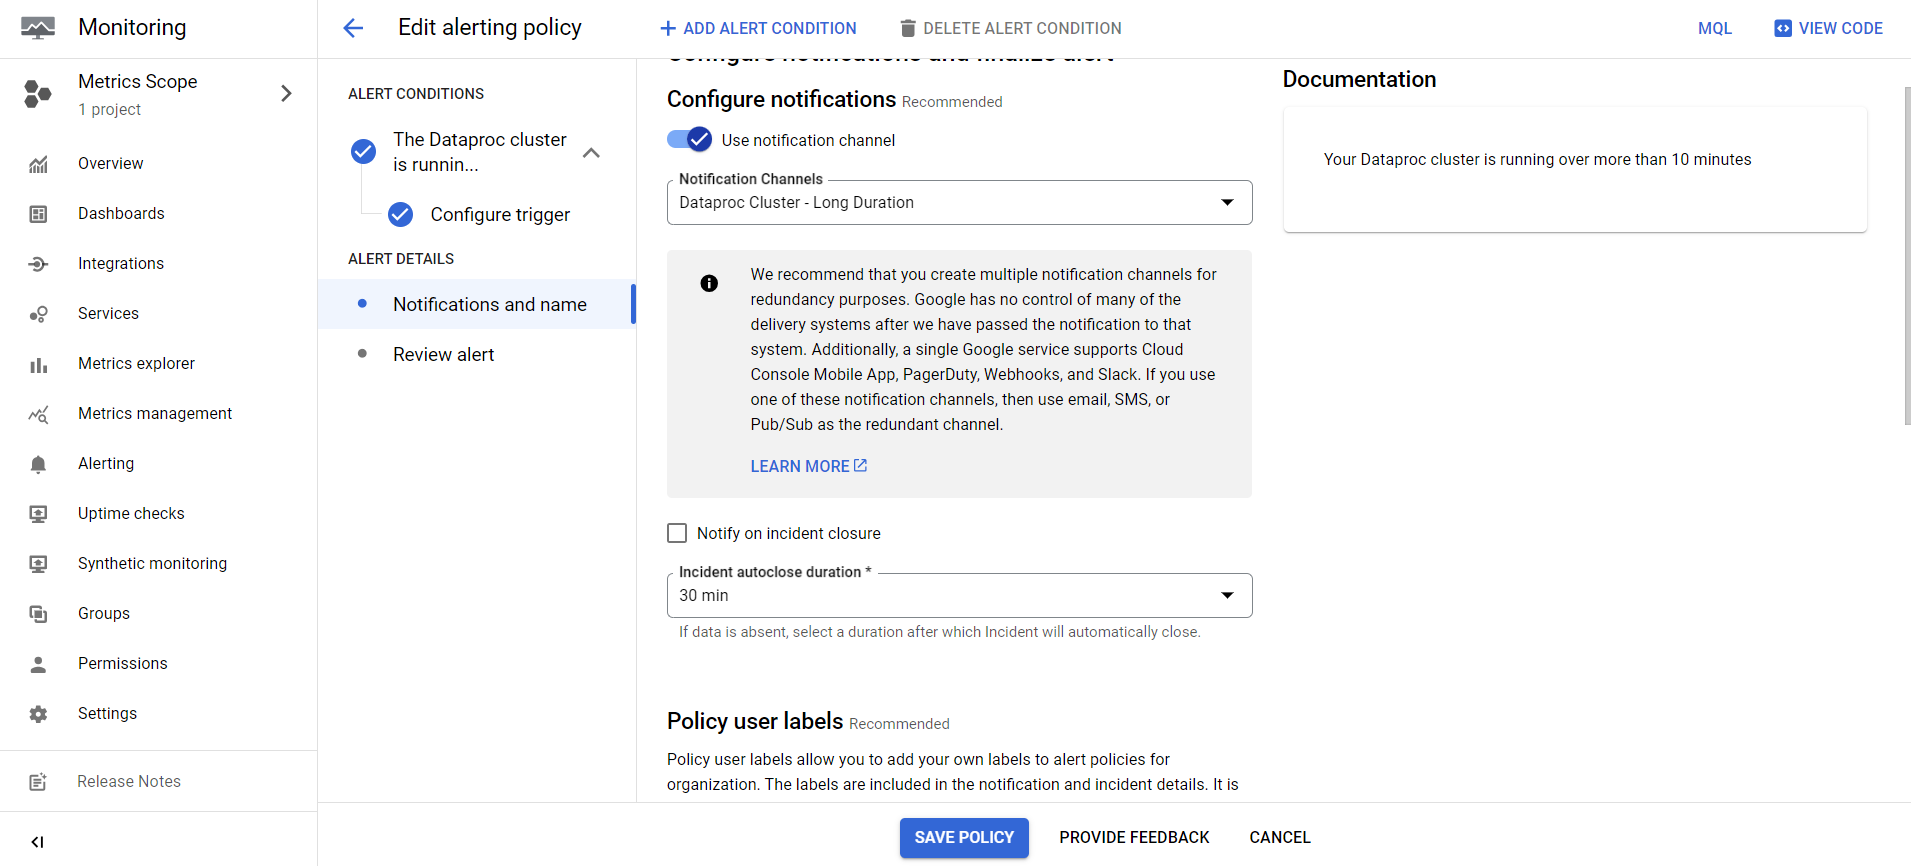 Monitoring
Edit alerting policy
ADD ALERT CONDITION
DELETE ALERT CONDITION
MQL
VIEW CODE
Metrics Scope
1 project
Overview
Dashboards
Integrations
Services
Metrics explorer
Metrics management
Alerting
Uptime checks
Synthetic monitoring
Groups
Permissions
Settings
Release Notes
ALERT CONDITIONS
The Dataproc cluster
is runnin...
Configure trigger
ALERT DETAILS
Notifications and name
Review alert
Configure notifications and finalize alert
Configure notifications Recommended
Use notification channel
Notification Channels
Dataproc Cluster - Long Duration
We recommend that you create multiple notification channels for
redundancy purposes. Google has no control of many of the
delivery systems after we have passed the notification to that
system. Additionally, a single Google service supports Cloud
Console Mobile App, PagerDuty, Webhooks, and Slack. If you use
one of these notification channels, then use email, SMS, or
Pub/Sub as the redundant channel.
LEARN MORE
Notify on incident closure
Incident autoclose duration *
30 min
If data is absent, select a duration after which Incident will automatically close.
Policy user labels Recommended
Policy user labels allow you to add your own labels to alert policies for
organization. The labels are included in the notification and incident details. It is
Documentation
Your Dataproc cluster is running over more than 10 minutes
SAVE POLICY
PROVIDE FEEDBACK
CANCEL